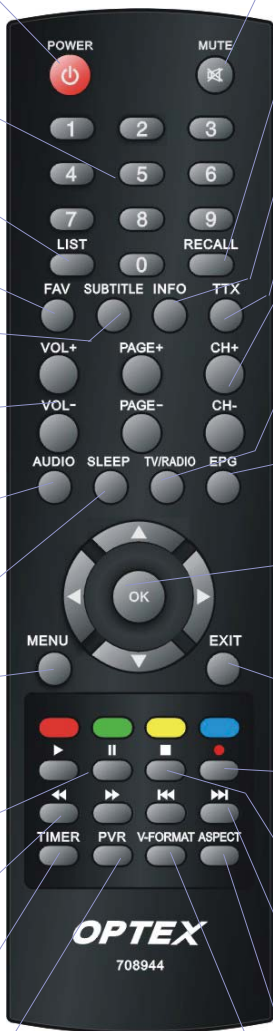 POWER MUTE
1 2 3
4 5 6
7 8 9
LIST 0 RECALL
FAV SUBTITLE INFO TTX
VOL+ PAGE+ CH+
VOL- PAGE- CH-
AUDIO SLEEP TV/RADIO EPG
OK
MENU EXIT
TIMER PVR V-FORMAT ASPECT
OPTEX
708944